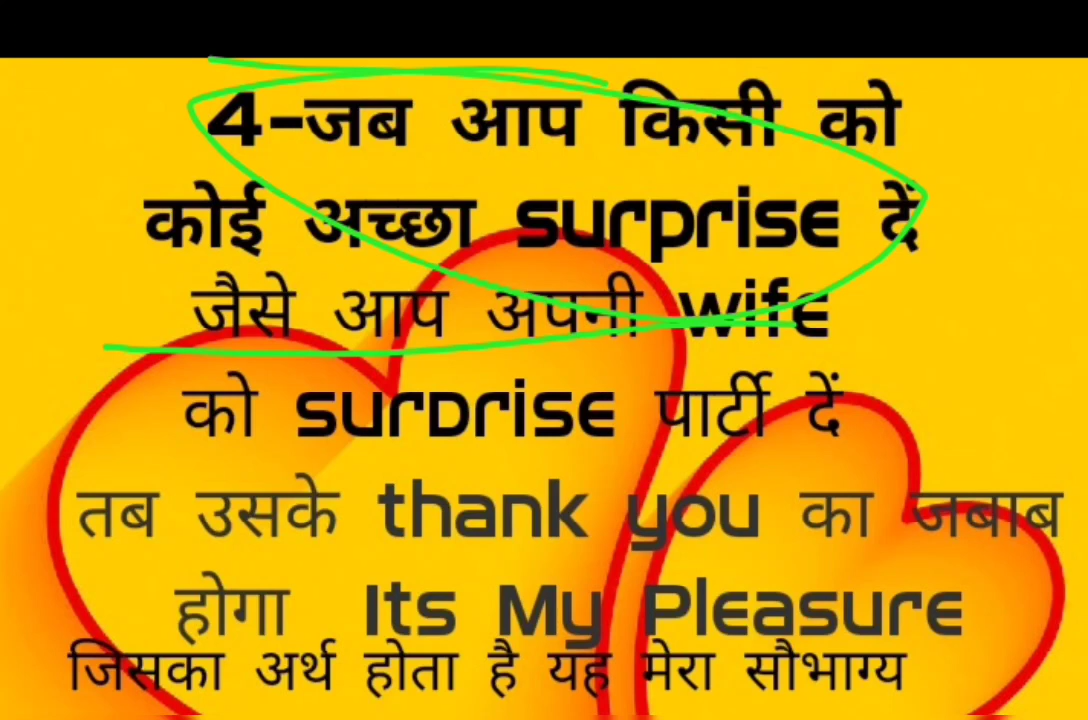 4-जब आप किसी को
कोई अच्छा surprise दें
जैसे आप अपनी wife
को surprise पार्टी दें
तब उसके thank you का जबाब
होगा Its My Pleasure
जिसका अर्थ होता है यह मेरा सौभाग्य